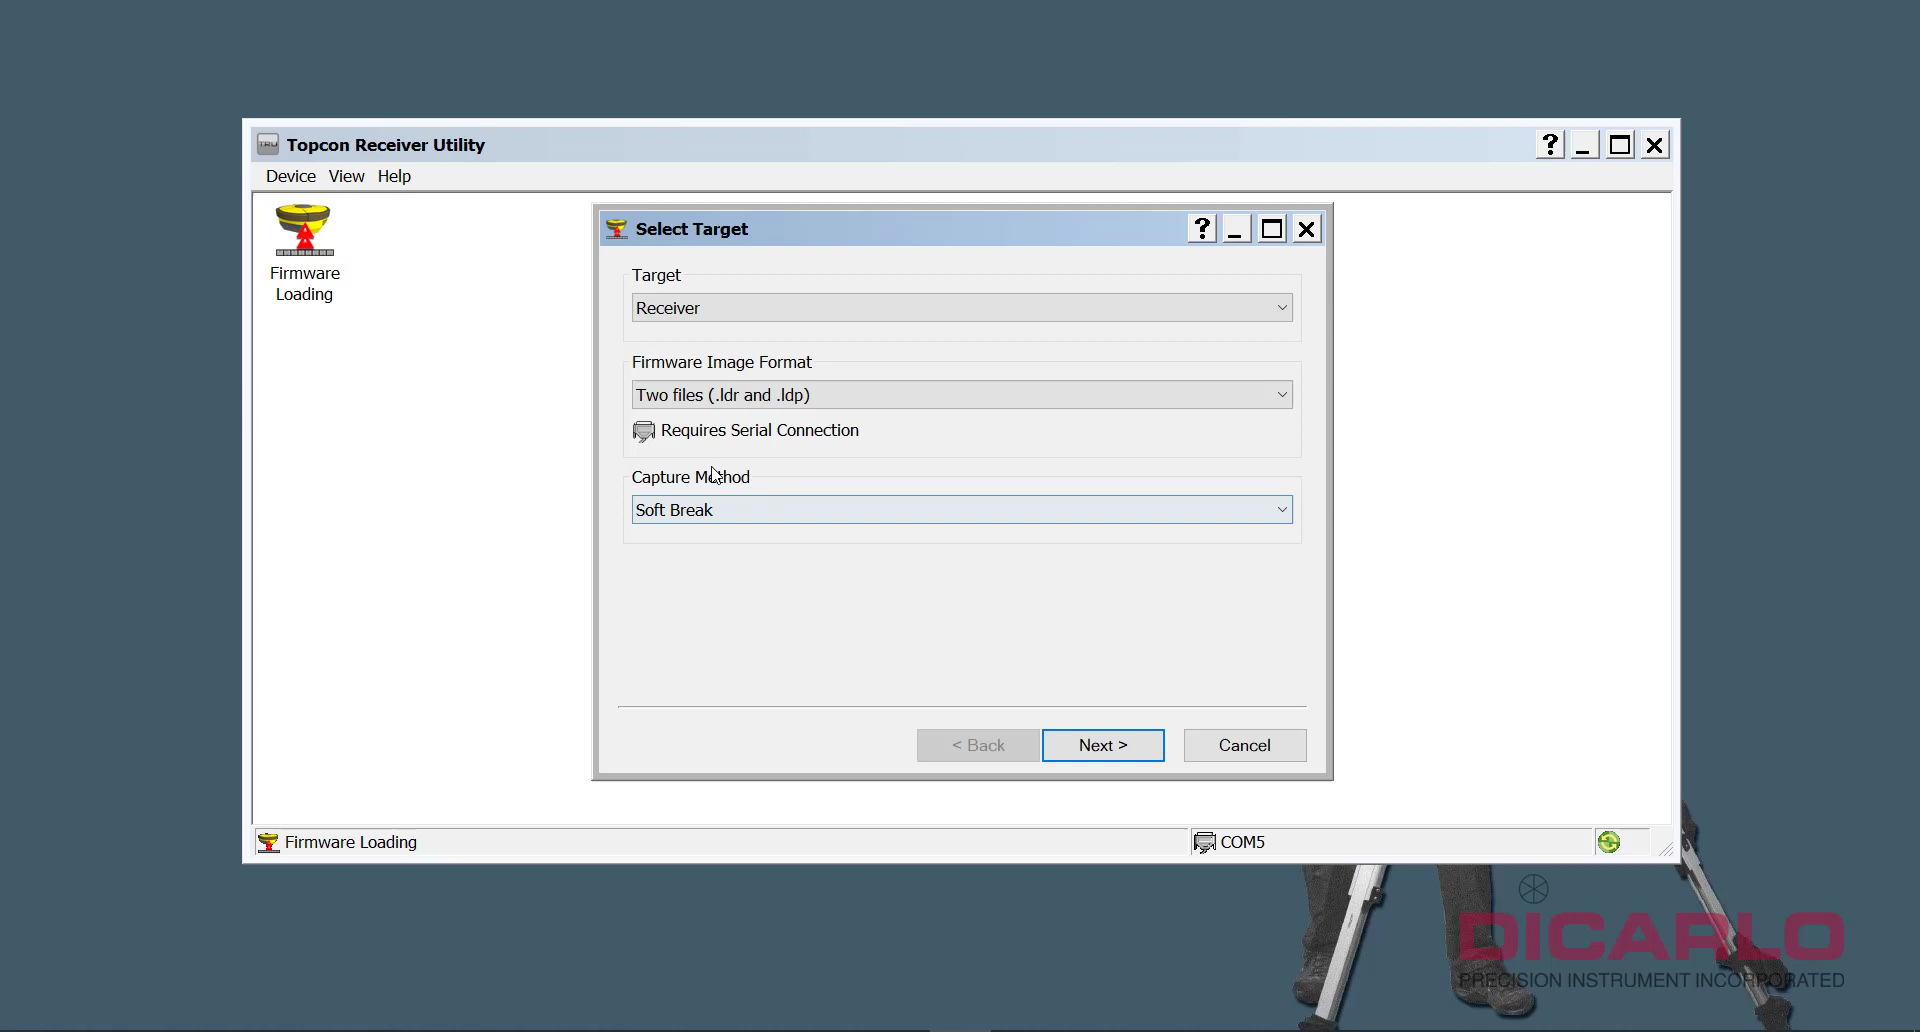 TRU Topcon Receiver Utility
Device View Help
Firmware
Loading
Select Target
Target
Receiver
Firmware Image Format
Two files (.ldr and .ldp)
Requires Serial Connection
Capture Method
Soft Break
< Back
Next >
Cancel
Firmware Loading
COM5
DICARLO
PRECISION INSTRUMENT INCORPORATED